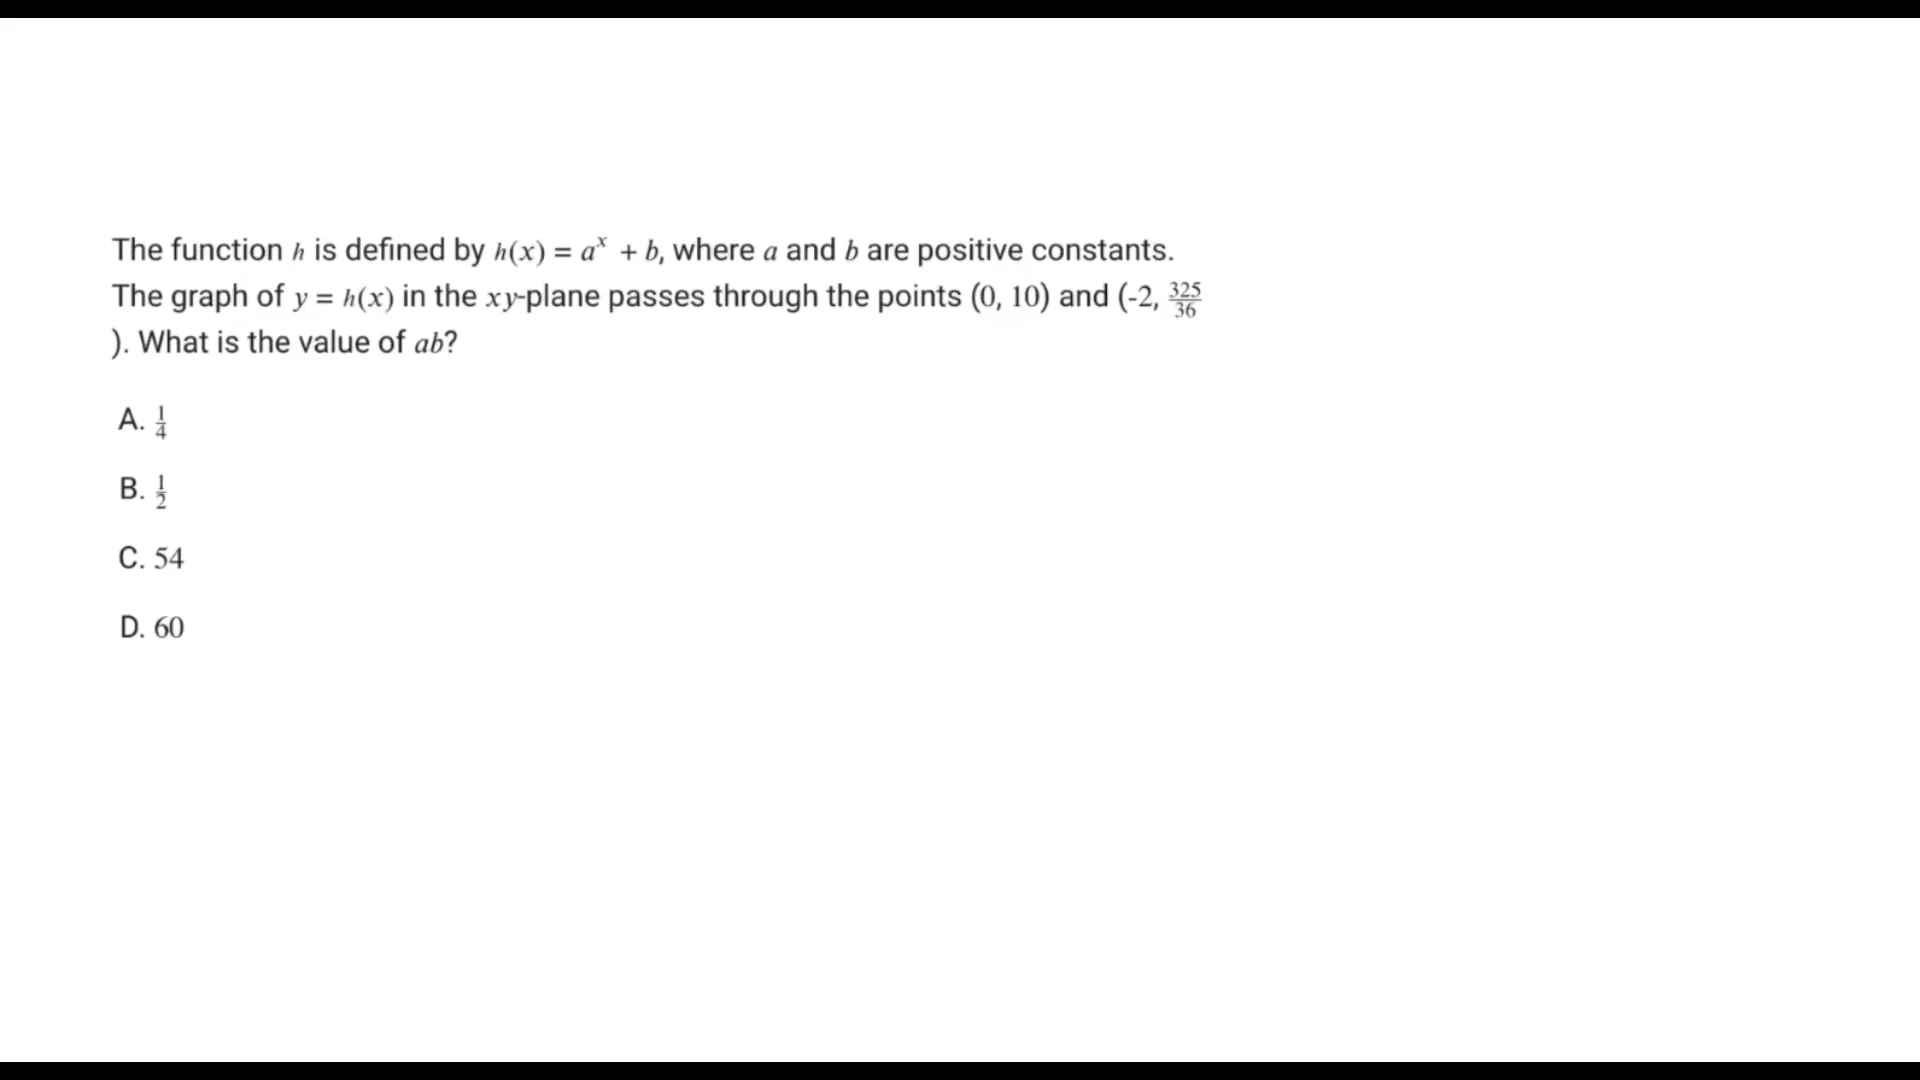 The function h is defined by h(x) = aˣ + b, where a and b are positive constants.
The graph of y = h(x) in the xy-plane passes through the points (0, 10) and (-2, 325/36
). What is the value of ab?
A. 1/4
B. 1/2
C. 54
D. 60